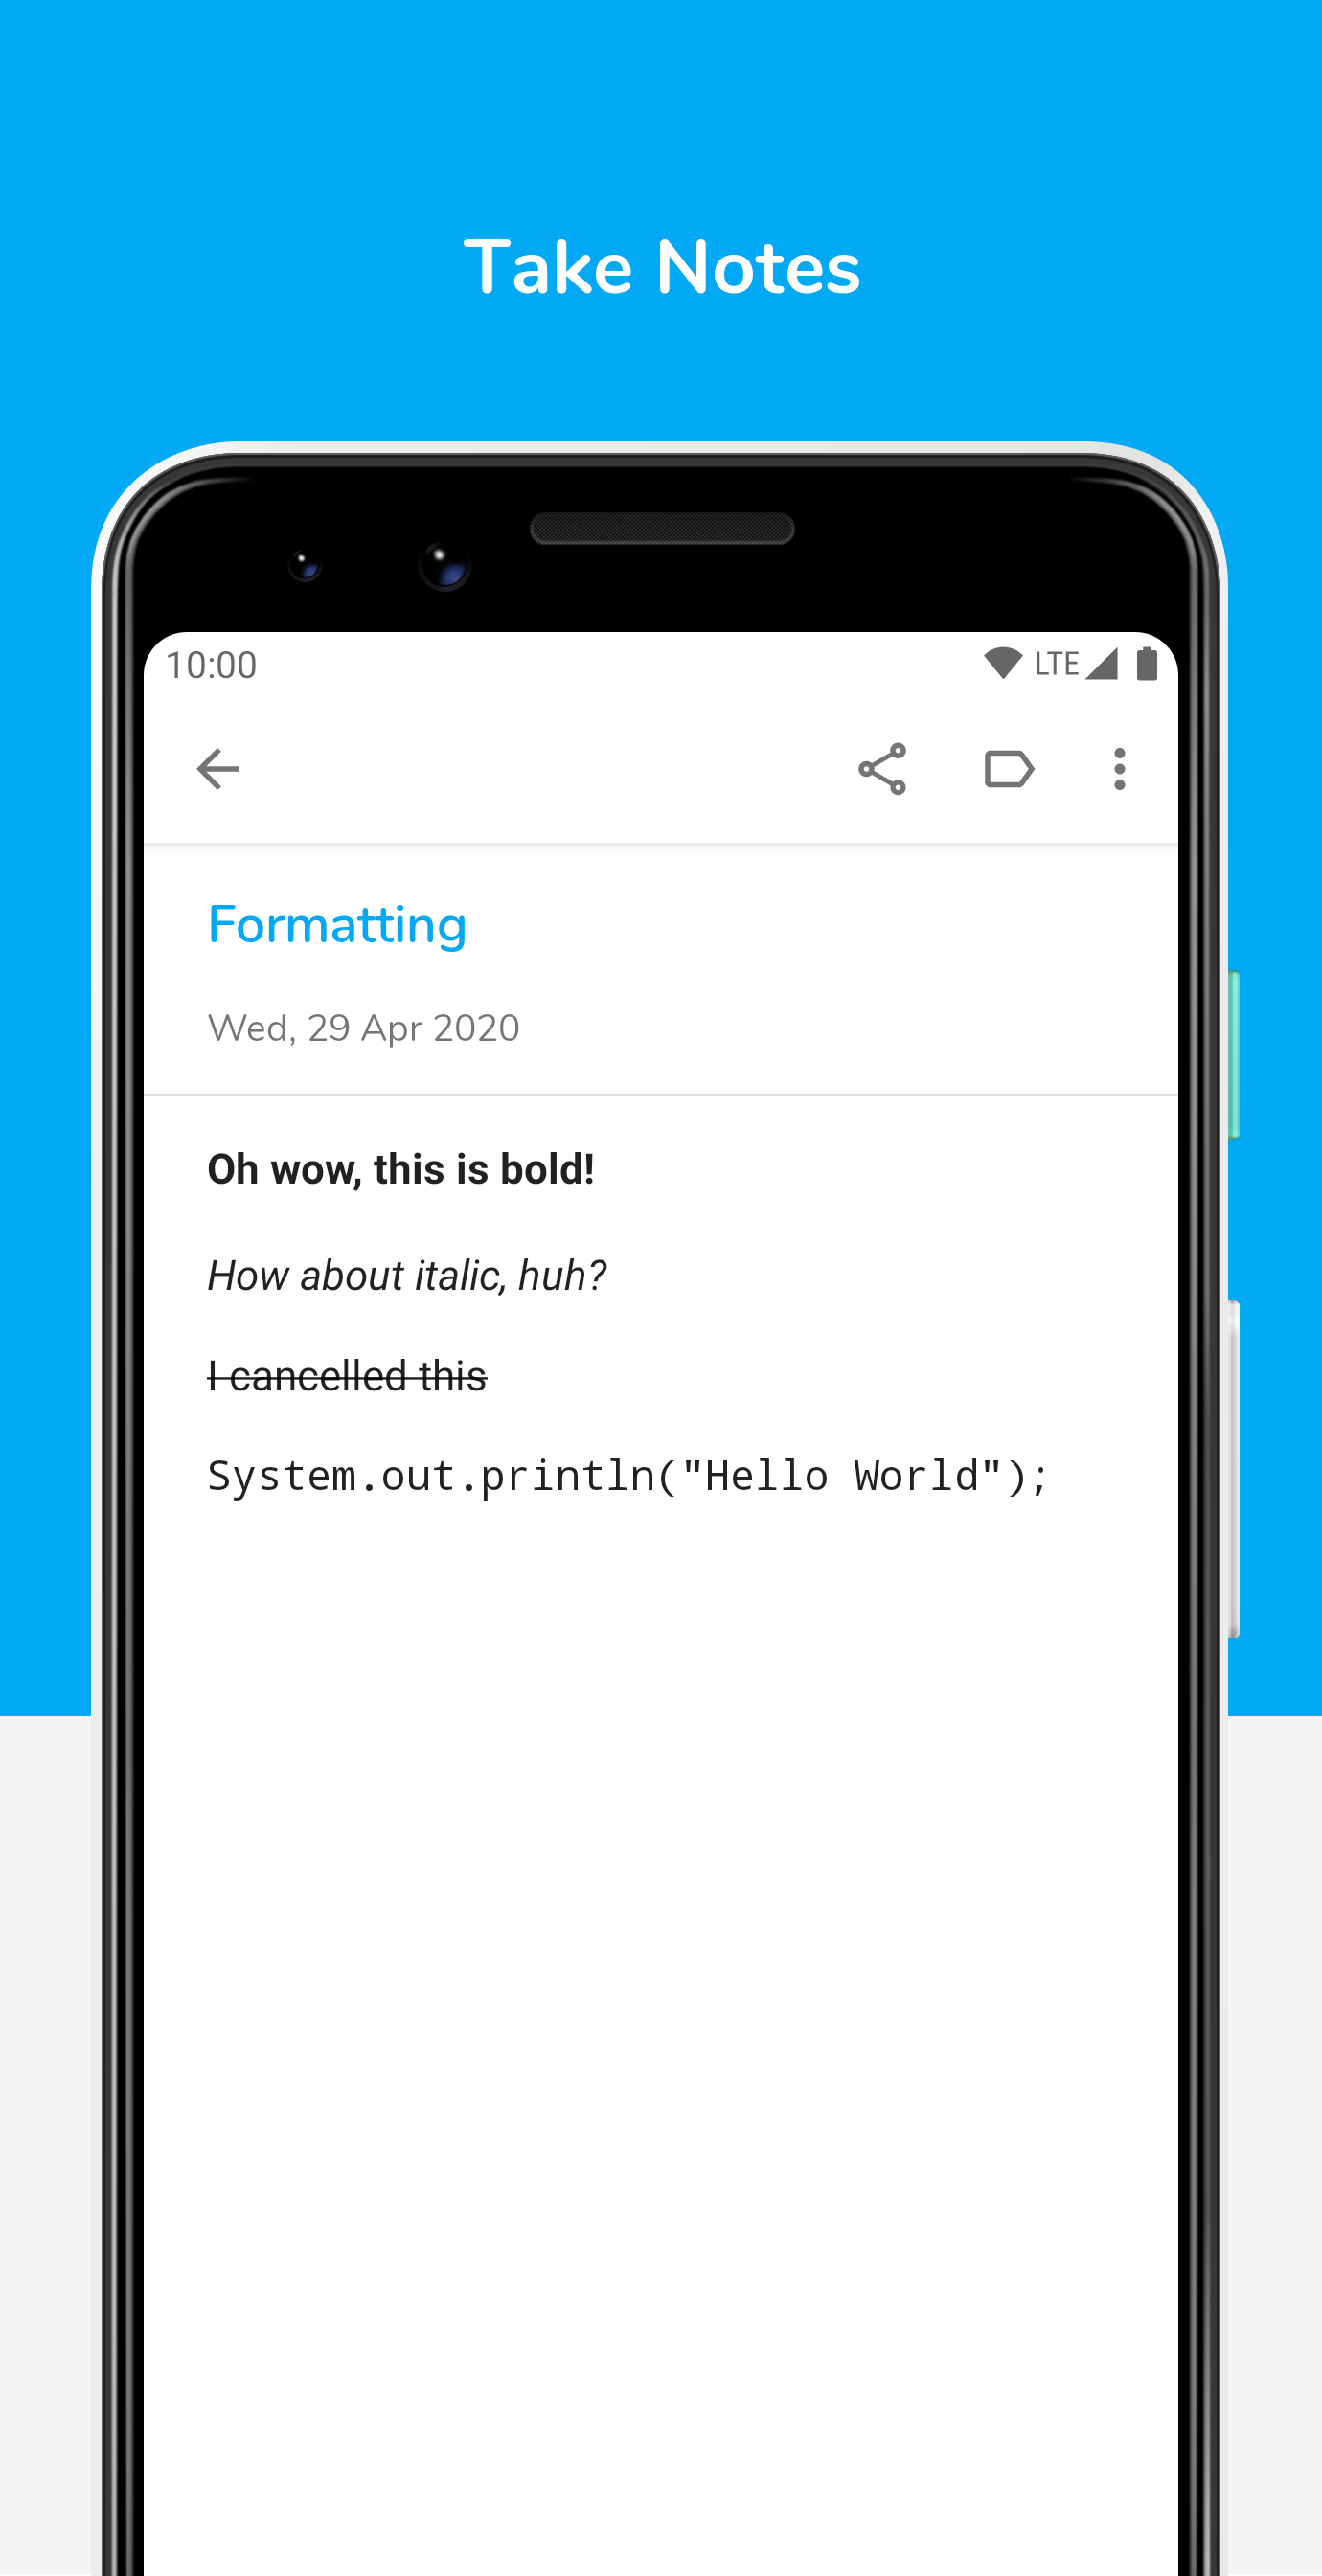 Take Notes
10:00 LTE
Formatting
Wed, 29 Apr 2020
Oh wow, this is bold!
How about italic, huh?
I cancelled this
System.out.println("Hello World");